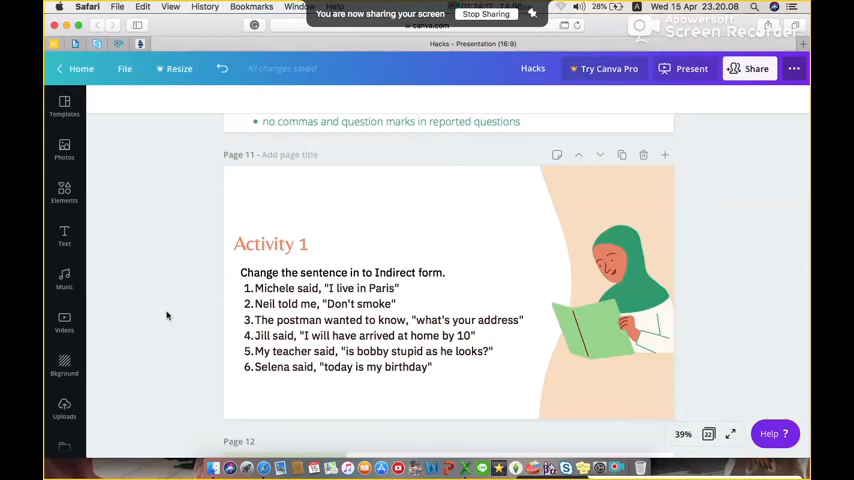 Safari File Edit View History Bookmarks Window
You are now sharing your screen Stop Sharing
28% Wed 15 Apr 23.20.08
Apowersoft
Screen Recorder
Hacks - Presentation (16:9)
Home File Resize All changes saved Hacks Try Canva Pro Present Share
Templates
Photos
Elements
Text
Music
Videos
Bkground
Uploads
• no commas and question marks in reported questions
Page 11 - Add page title
Activity 1
Change the sentence in to Indirect form.
1.Michele said, "I live in Paris"
2.Neil told me, "Don't smoke"
3.The postman wanted to know, "what's your address"
4.Jill said, "I will have arrived at home by 10"
5.My teacher said, "is bobby stupid as he looks?"
6.Selena said, "today is my birthday"
Page 12
39% 22 Help ?